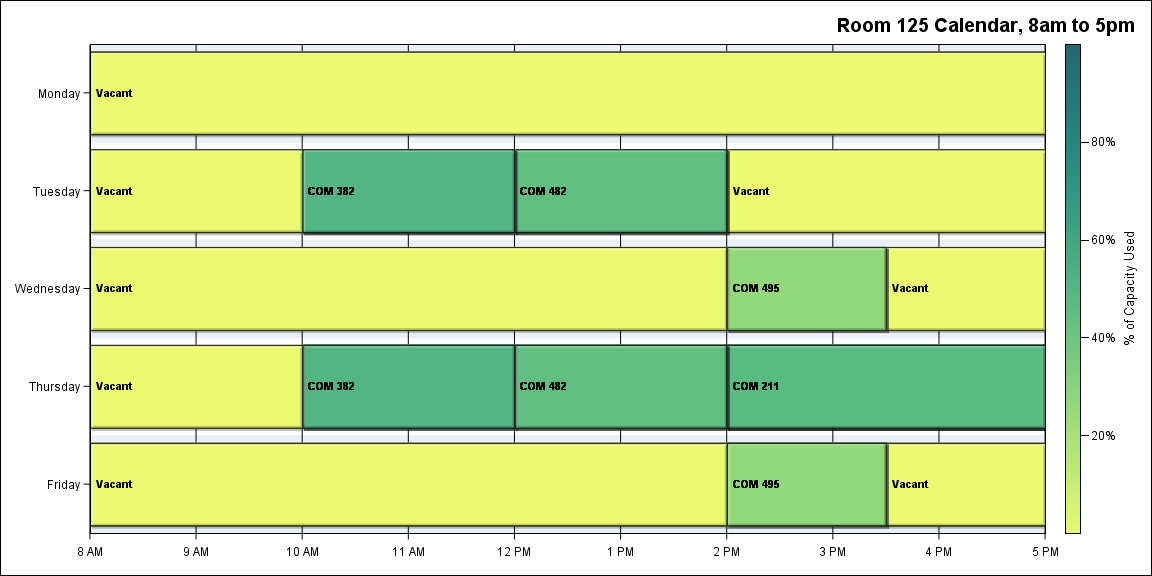 Room 125 Calendar, 8am to 5pm
Monday
Vacant
Tuesday
Vacant
COM 382
COM 482
Vacant
Wednesday
Vacant
COM 495
Vacant
Thursday
Vacant
COM 382
COM 482
COM 211
Friday
Vacant
COM 495
Vacant
8 AM
9 AM
10 AM
11 AM
12 PM
1 PM
2 PM
3 PM
4 PM
5 PM
80%
60%
40%
20%
% of Capacity Used